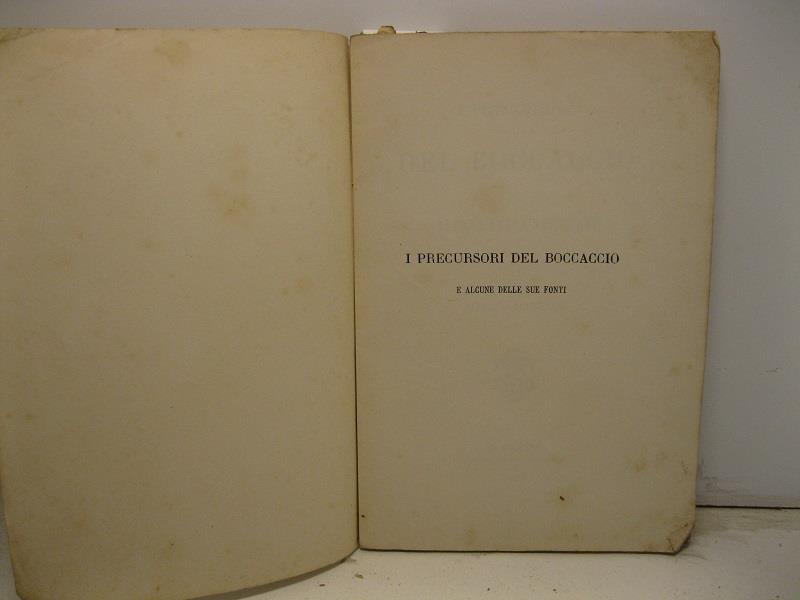 I PRECURSORI DEL BOCCACCIO
E ALCUNE DELLE SUE FONTI